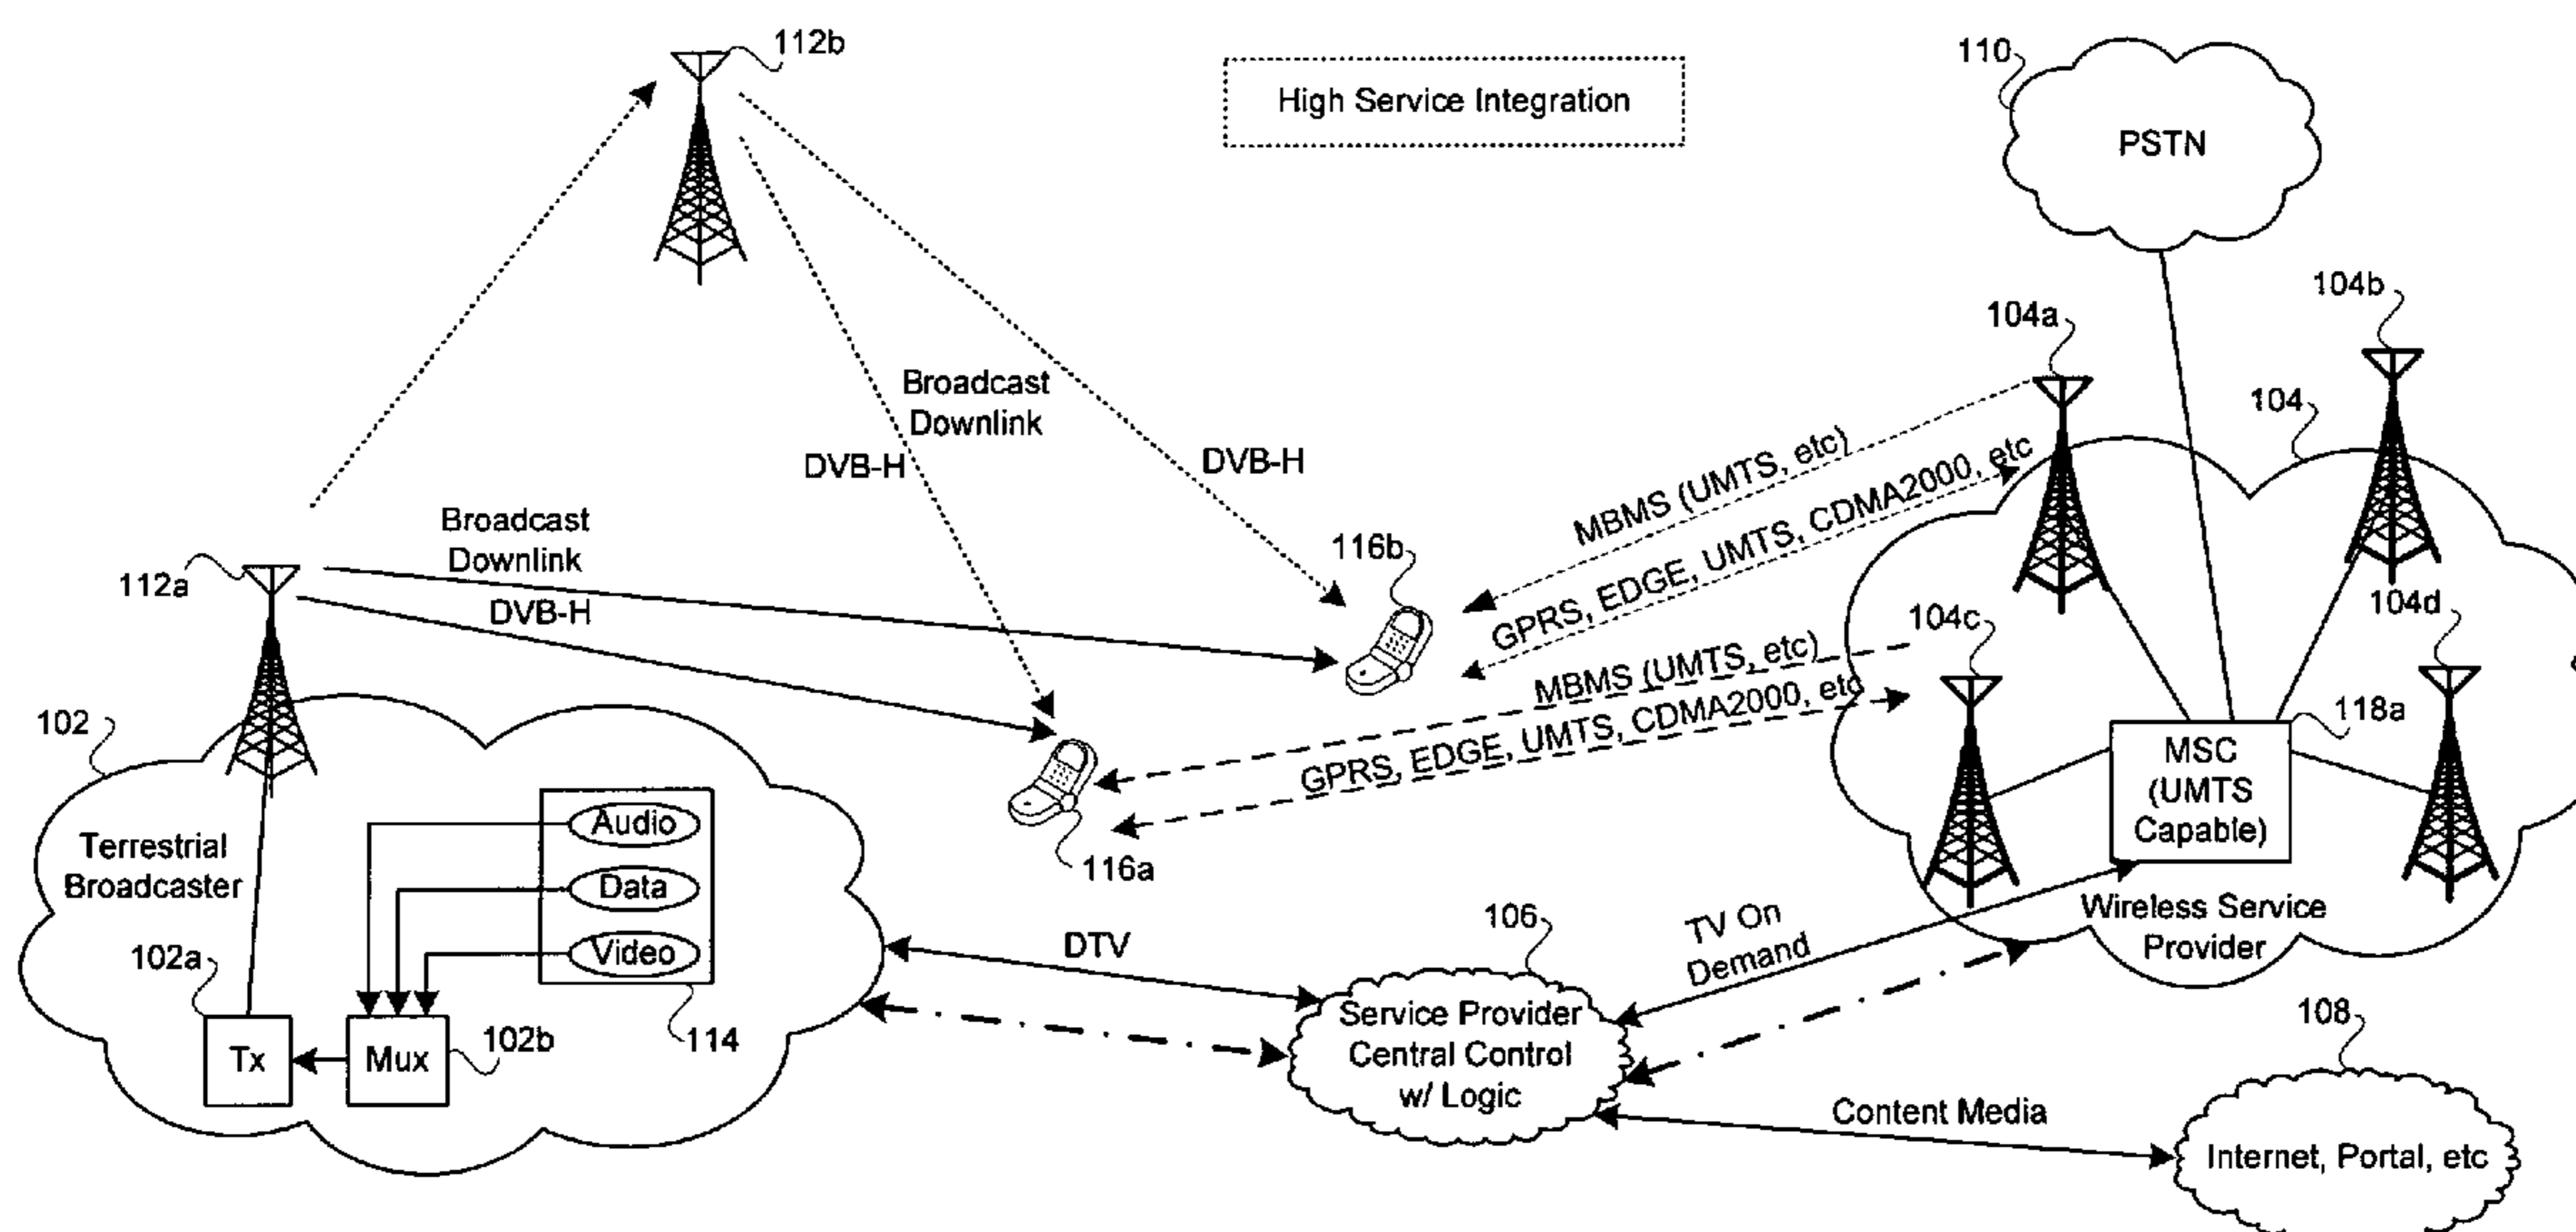 112b
High Service Integration
110
PSTN
104b
104a
104
Broadcast
Downlink
DVB-H
DVB-H
MBMS (UMTS, etc)
GPRS, EDGE, UMTS, CDMA2000, etc
Broadcast
Downlink
112a
DVB-H
116b
104c
104d
MBMS (UMTS, etc)
GPRS, EDGE, UMTS, CDMA2000, etc
102
118a
MSC
(UMTS
Capable)
Terrestrial
Broadcaster
Audio
Data
Video
116a
106
TV On
Demand
Wireless Service
Provider
DTV
102a
Tx
Mux
102b
114
Service Provider
Central Control
w/ Logic
108
Content Media
Internet, Portal, etc